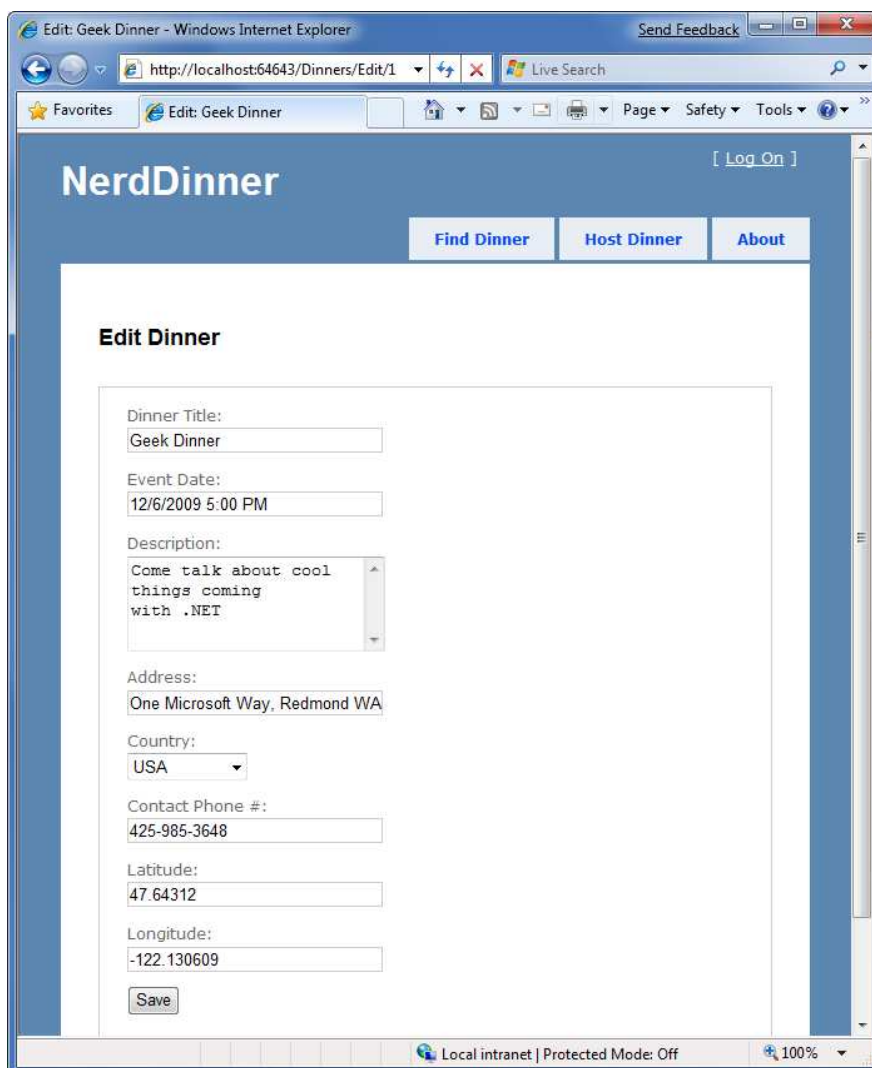 Edit: Geek Dinner - Windows Internet Explorer
Send Feedback
http://localhost:64643/Dinners/Edit/1
Live Search
Favorites
Edit: Geek Dinner
Page
Safety
Tools
[ Log On ]
NerdDinner
Find Dinner
Host Dinner
About
Edit Dinner
Dinner Title:
Geek Dinner
Event Date:
12/6/2009 5:00 PM
Description:
Come talk about cool
things coming
with .NET
Address:
One Microsoft Way, Redmond WA
Country:
USA
Contact Phone #:
425-985-3648
Latitude:
47.64312
Longitude:
-122.130609
Save
Local intranet | Protected Mode: Off
100%